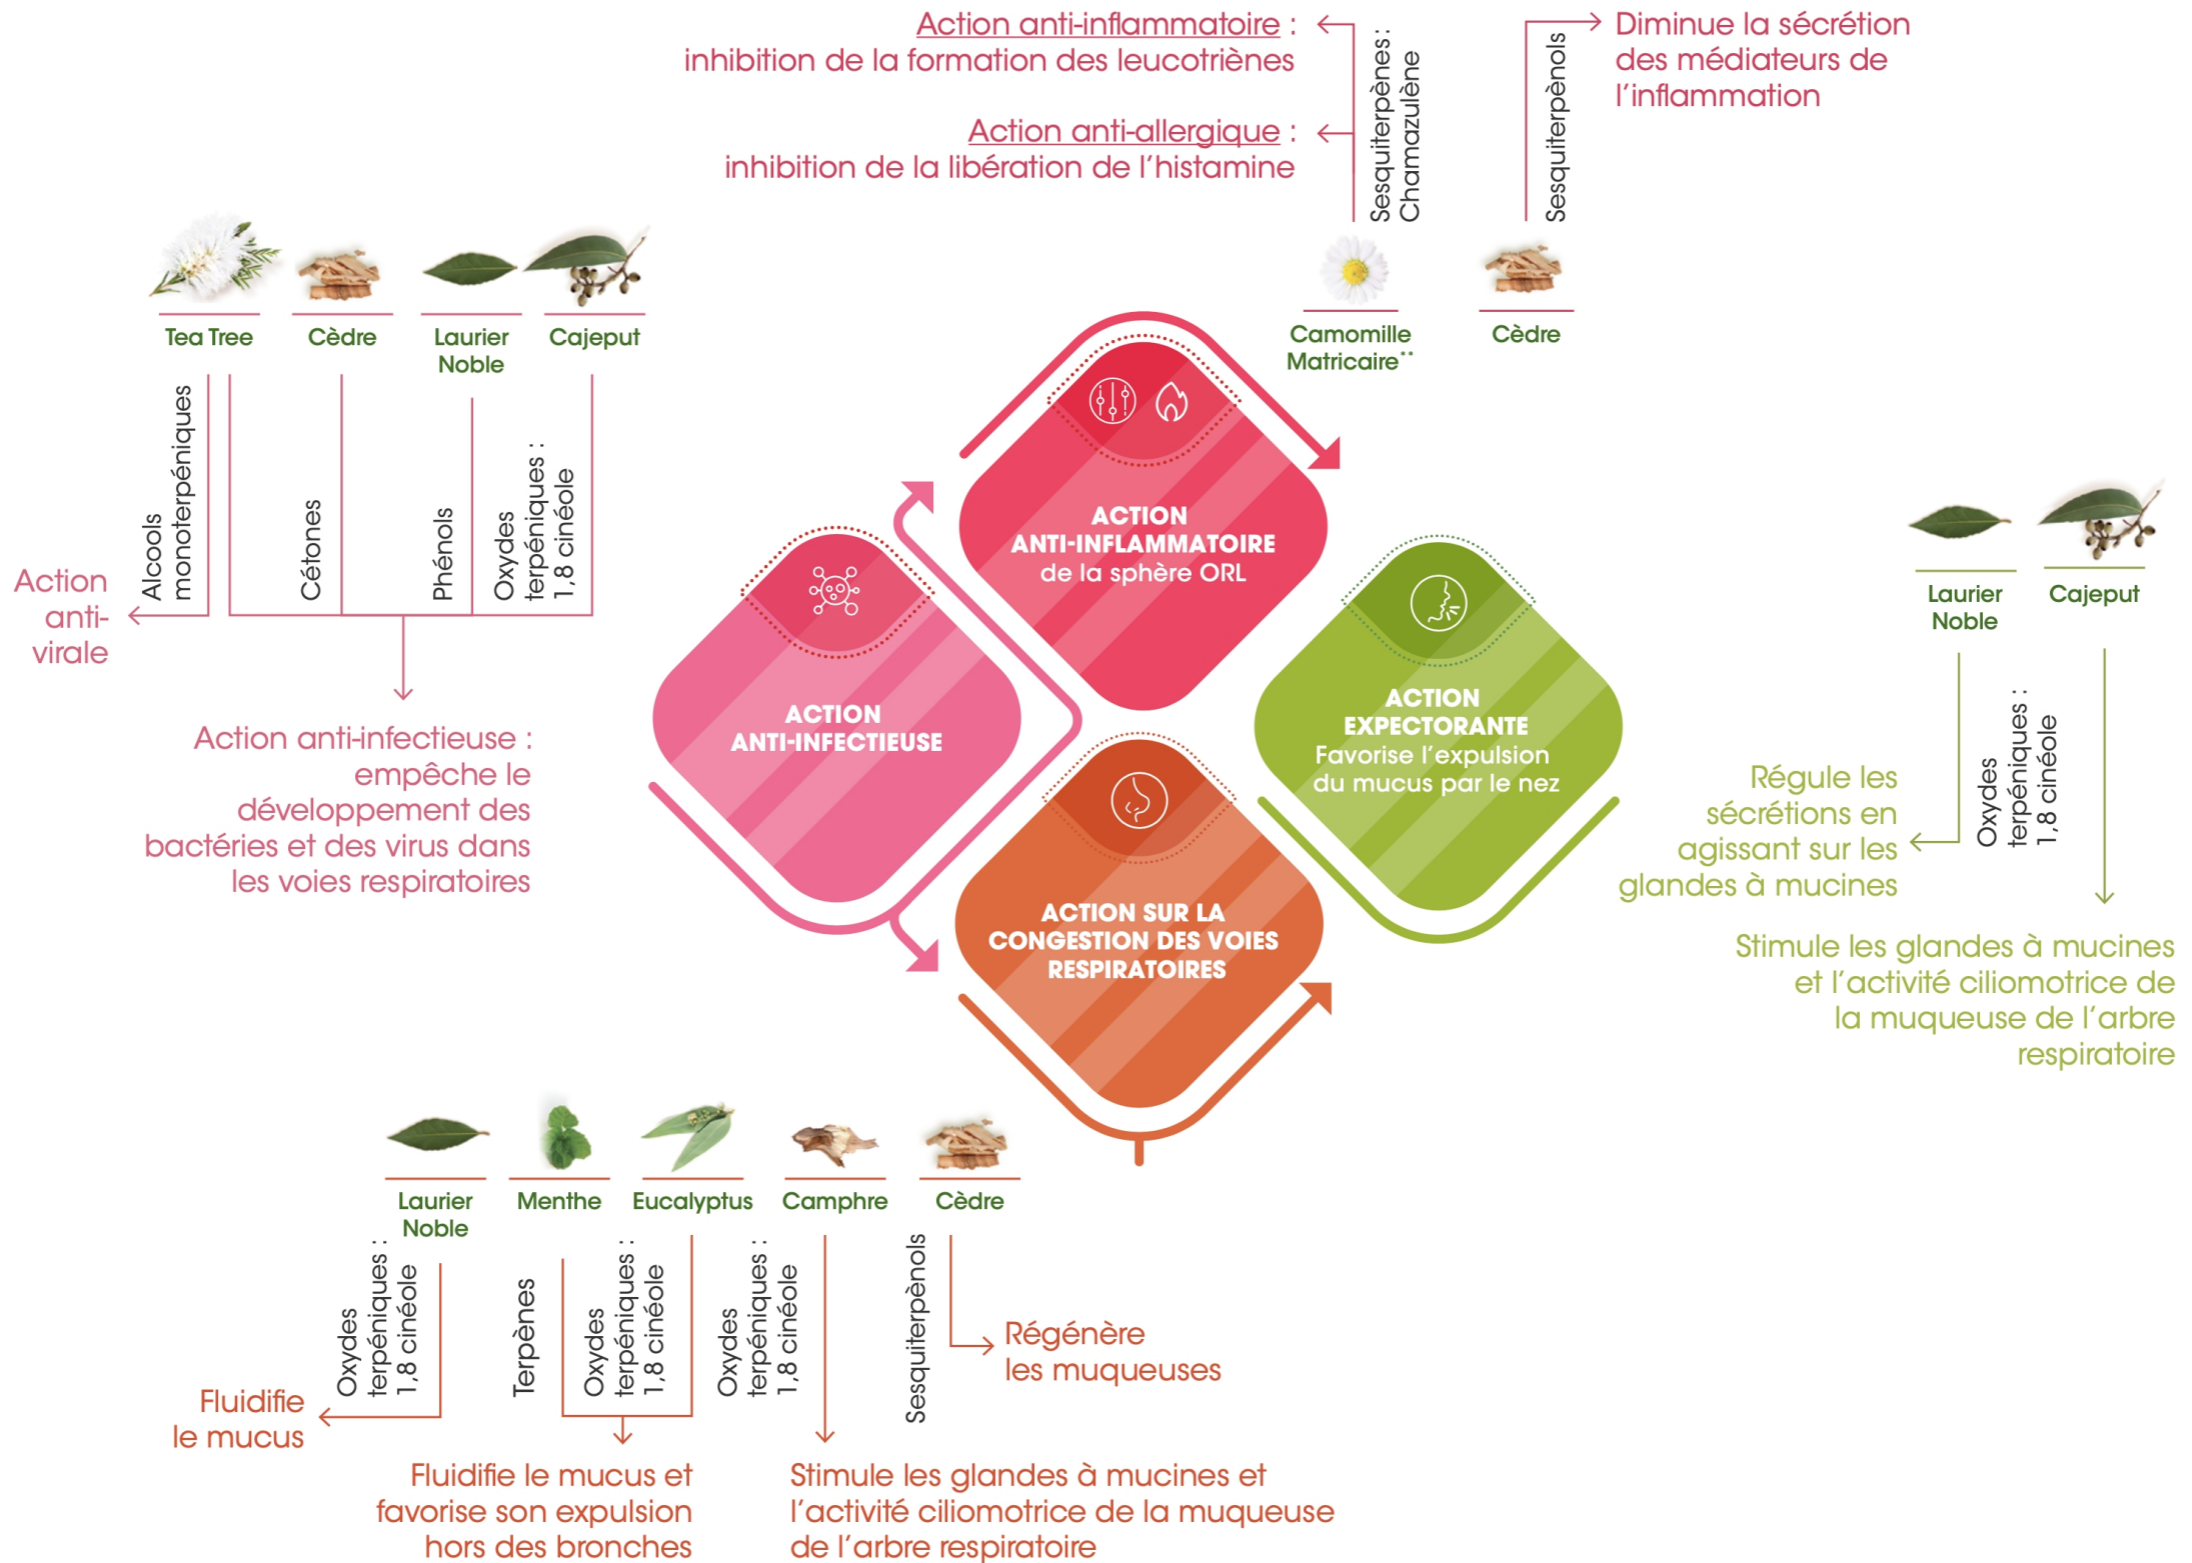 Action anti-inflammatoire :
inhibition de la formation des leucotriènes
Action anti-allergique :
inhibition de la libération de l'histamine
Sesquiterpènes :
Chamazulène
Sesquiterpènols
Diminue la sécrétion
des médiateurs de
l'inflammation
Camomille
Matricaire**
Cèdre
Tea Tree
Cèdre
Laurier
Noble
Cajeput
Alcools
monoterpéniques
Cétones
Phénols
Oxydes
terpéniques :
1,8 cinéole
Action
anti-
virale
Action anti-infectieuse :
empêche le
développement des
bactéries et des virus dans
les voies respiratoires
ACTION
ANTI-INFLAMMATOIRE
de la sphère ORL
ACTION
ANTI-INFECTIEUSE
ACTION
EXPECTORANTE
Favorise l'expulsion
du mucus par le nez
ACTION SUR LA
CONGESTION DES VOIES
RESPIRATOIRES
Laurier
Noble
Cajeput
Oxydes
terpéniques :
1,8 cinéole
Régule les
sécrétions en
agissant sur les
glandes à mucines
Stimule les glandes à mucines
et l'activité ciliomotrice de
la muqueuse de l'arbre
respiratoire
Laurier
Noble
Menthe
Eucalyptus
Camphre
Cèdre
Oxydes
terpéniques :
1,8 cinéole
Terpènes
Oxydes
terpéniques :
1,8 cinéole
Oxydes
terpéniques :
1,8 cinéole
Sesquiterpènols
Régénère
les muqueuses
Fluidifie
le mucus
Fluidifie le mucus et
favorise son expulsion
hors des bronches
Stimule les glandes à mucines et
l'activité ciliomotrice de la muqueuse
de l'arbre respiratoire